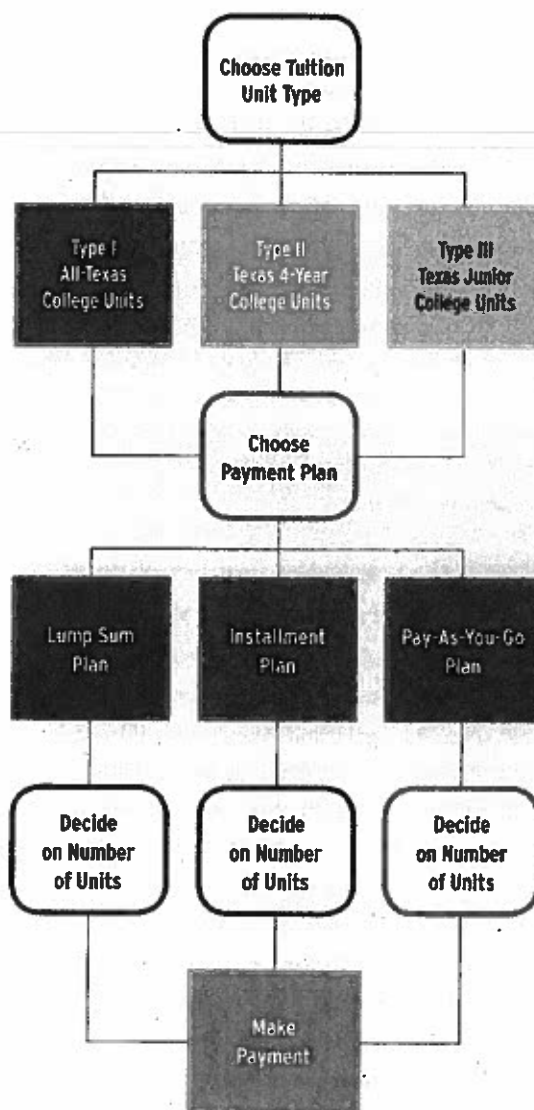 Choose Tuition
Unit Type
Type I
All-Texas
College Units
Type II
Texas 4-Year
College Units
Type III
Texas Junior
College Units
Choose
Payment Plan
Lump Sum
Plan
Installment
Plan
Pay-As-You-Go
Plan
Decide
on Number
of Units
Decide
on Number
of Units
Decide
on Number
of Units
Make
Payment